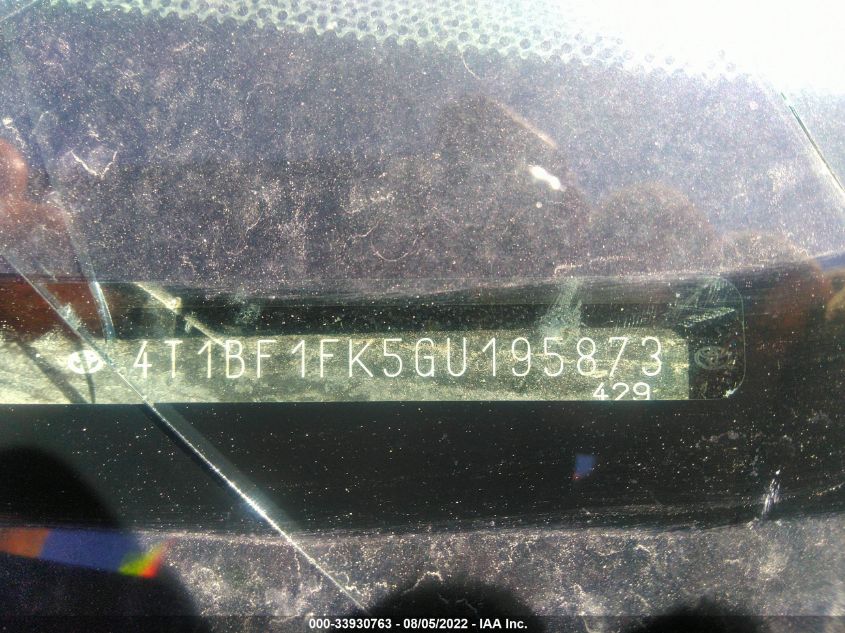 4T1BF1FK5GU195873
429
000-33930763 - 08/05/2022 - IAA Inc.